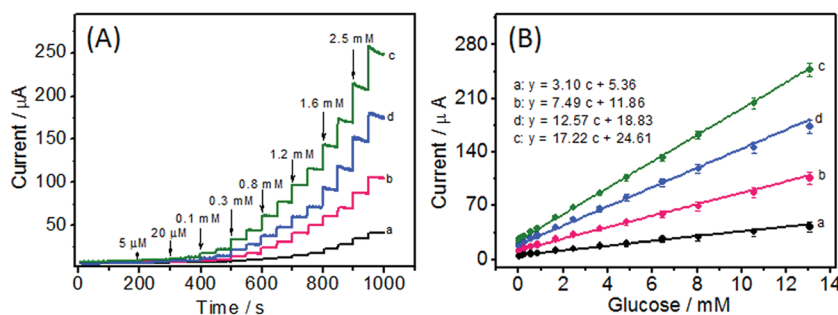 (A)
250
200
150
100
50
Current / µA
0
200
400
600
800
1000
Time / s
5 µM
20 µM
0.1 mM
0.3 mM
0.8 mM
1.2 mM
1.6 mM
2.5 mM
c
d
b
a
(B)
280
210
140
70
0
Current / µ A
0
2
4
6
8
10
12
14
Glucose / mM
a: y = 3.10 c + 5.36
b: y = 7.49 c + 11.86
d: y = 12.57 c + 18.83
c: y = 17.22 c + 24.61
c
d
b
a